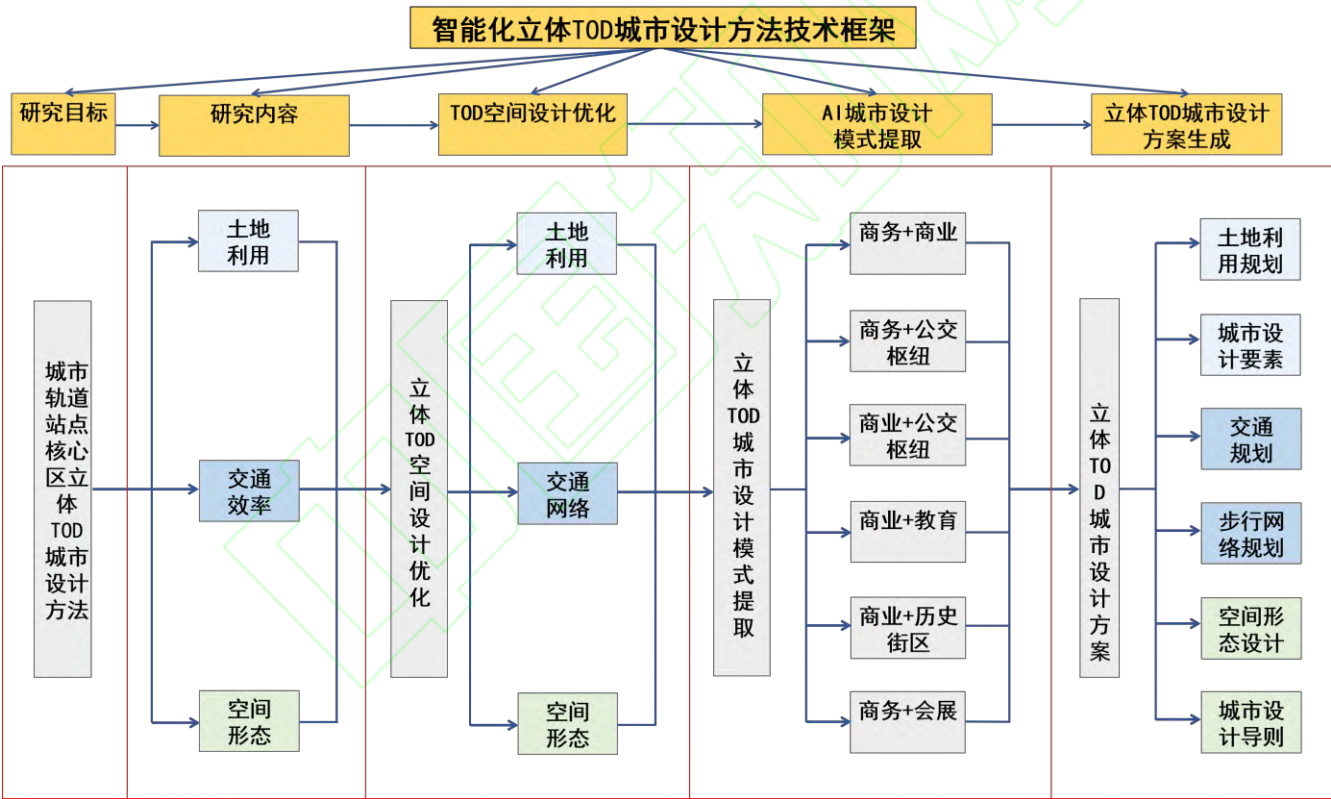 智能化立体TOD城市设计方法技术框架
研究目标
研究内容
TOD空间设计优化
AI城市设计
模式提取
立体TOD城市设计
方案生成
城市
轨道
站点
核心
区立
体
TOD
城市
设计
方法
土地
利用
交通
效率
空间
形态
立
体
TOD
空
间
设
计
优
化
土地
利用
交通
网络
空间
形态
立
体
TOD
城
市
设
计
模
式
提
取
商务+商业
商务+公交
枢纽
商业+公交
枢纽
商业+教育
商业+历史
街区
商务+会展
立
体
TO
D
城
市
设
计
方
案
土地利
用规划
城市设
计要素
交通
规划
步行网
络规划
空间形
态设计
城市设
计导则